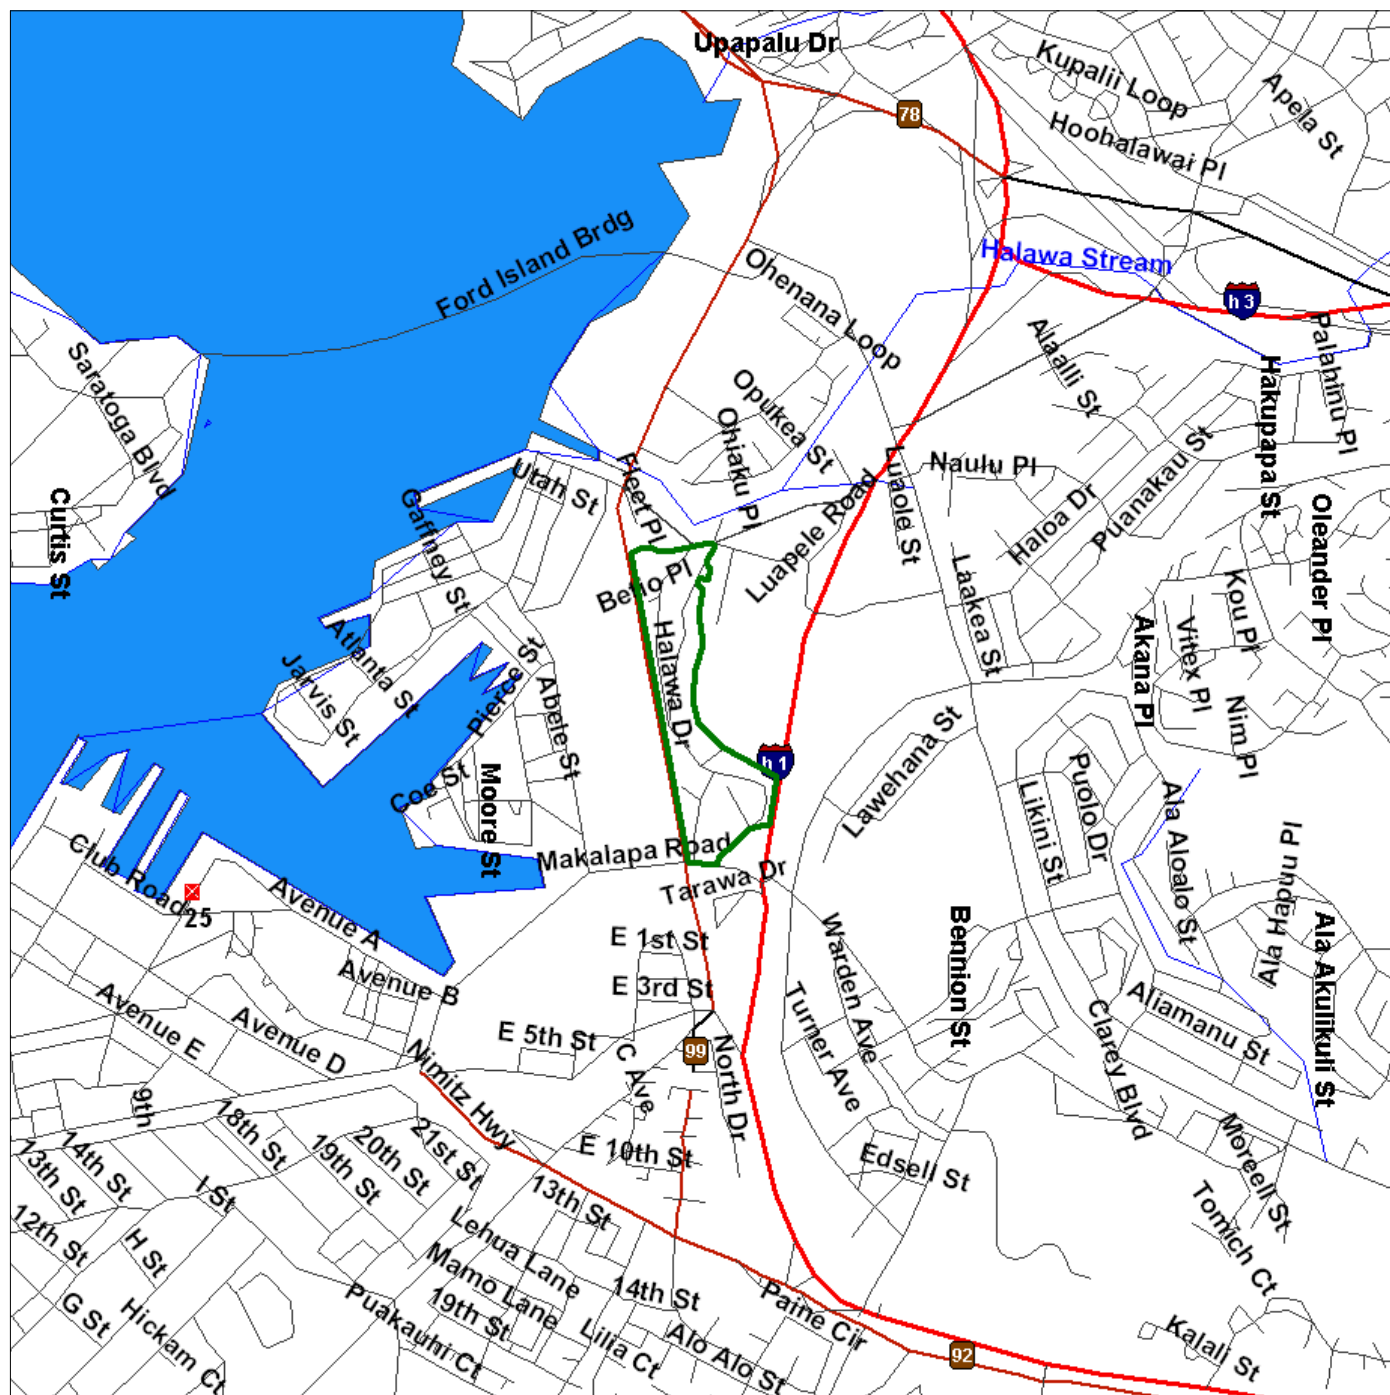 Upapalu Dr
Kupalii Loop
Apela St
78
Hoohalawai Pl
Ford Island Brdg
Halawa Stream
Ohenana Loop
h 3
Alaalii St
Palahinu Pl
Saratoga Blvd
Hakupapa St
Opukea St
Ohiaku Pl
Naulu Pl
Luaole St
Puanakau St
Fleet Pl
Utah St
Curtis St
Gaffney St
Haloa Dr
Oleander Pl
Luapele Road
Betio Pl
Laakea St
Kou Pl
Akana Pl
Vitex Pl
Atlanta St
Halawa Dr
Jarvis St
Pierce St
Abele St
Nim Pl
Lawehana St
h 1
Coe St
Moore St
Puolo Dr
Likini St
Ala Aloalo St
Ala Hapuu Pl
Makalapa Road
Club Road
Tarawa Dr
25
Avenue A
E 1st St
Warden Ave
Bennion St
Ala Akulikuli St
Avenue B
E 3rd St
Aliamanu St
Avenue E
Avenue D
E 5th St
Turner Ave
Clarey Blvd
Nimitz Hwy
99
C Ave
North Dr
9th
18th St
21st St
20th St
19th St
14th St
13th St
E 10th St
Edsell St
Moreell St
I St
13th St
Tomich Ct
12th St
H St
Lehua Lane
Mamo Lane
14th St
Paine Cir
G St
Hickam Ct
Puakauhi Ct
19th St
Lilia Ct
Alo Alo St
92
Kalali St